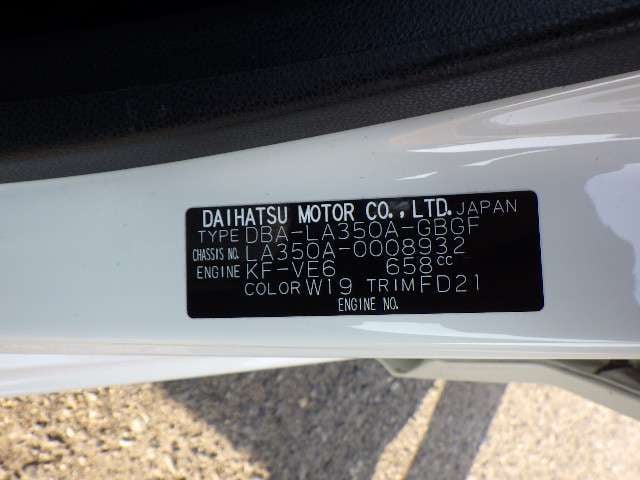 DAIHATSU MOTOR CO., LTD. JAPAN
TYPE DBA-LA350A-GBGF
CHASSIS NO. LA350A-0008932
ENGINE KF-VE6 658cc
COLOR W19 TRIM FD21
ENGINE NO.